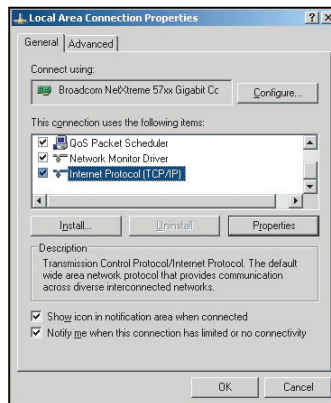 Local Area Connection Properties
General
Advanced
Connect using:
Broadcom NetXtreme 57xx Gigabit Cc
Configure...
This connection uses the following items:
QoS Packet Scheduler
Network Monitor Driver
Internet Protocol (TCP/IP)
Install...
Uninstall
Properties
Description
Transmission Control Protocol/Internet Protocol. The default
wide area network protocol that provides communication
across diverse interconnected networks.
Show icon in notification area when connected
Notify me when this connection has limited or no connectivity
OK
Cancel